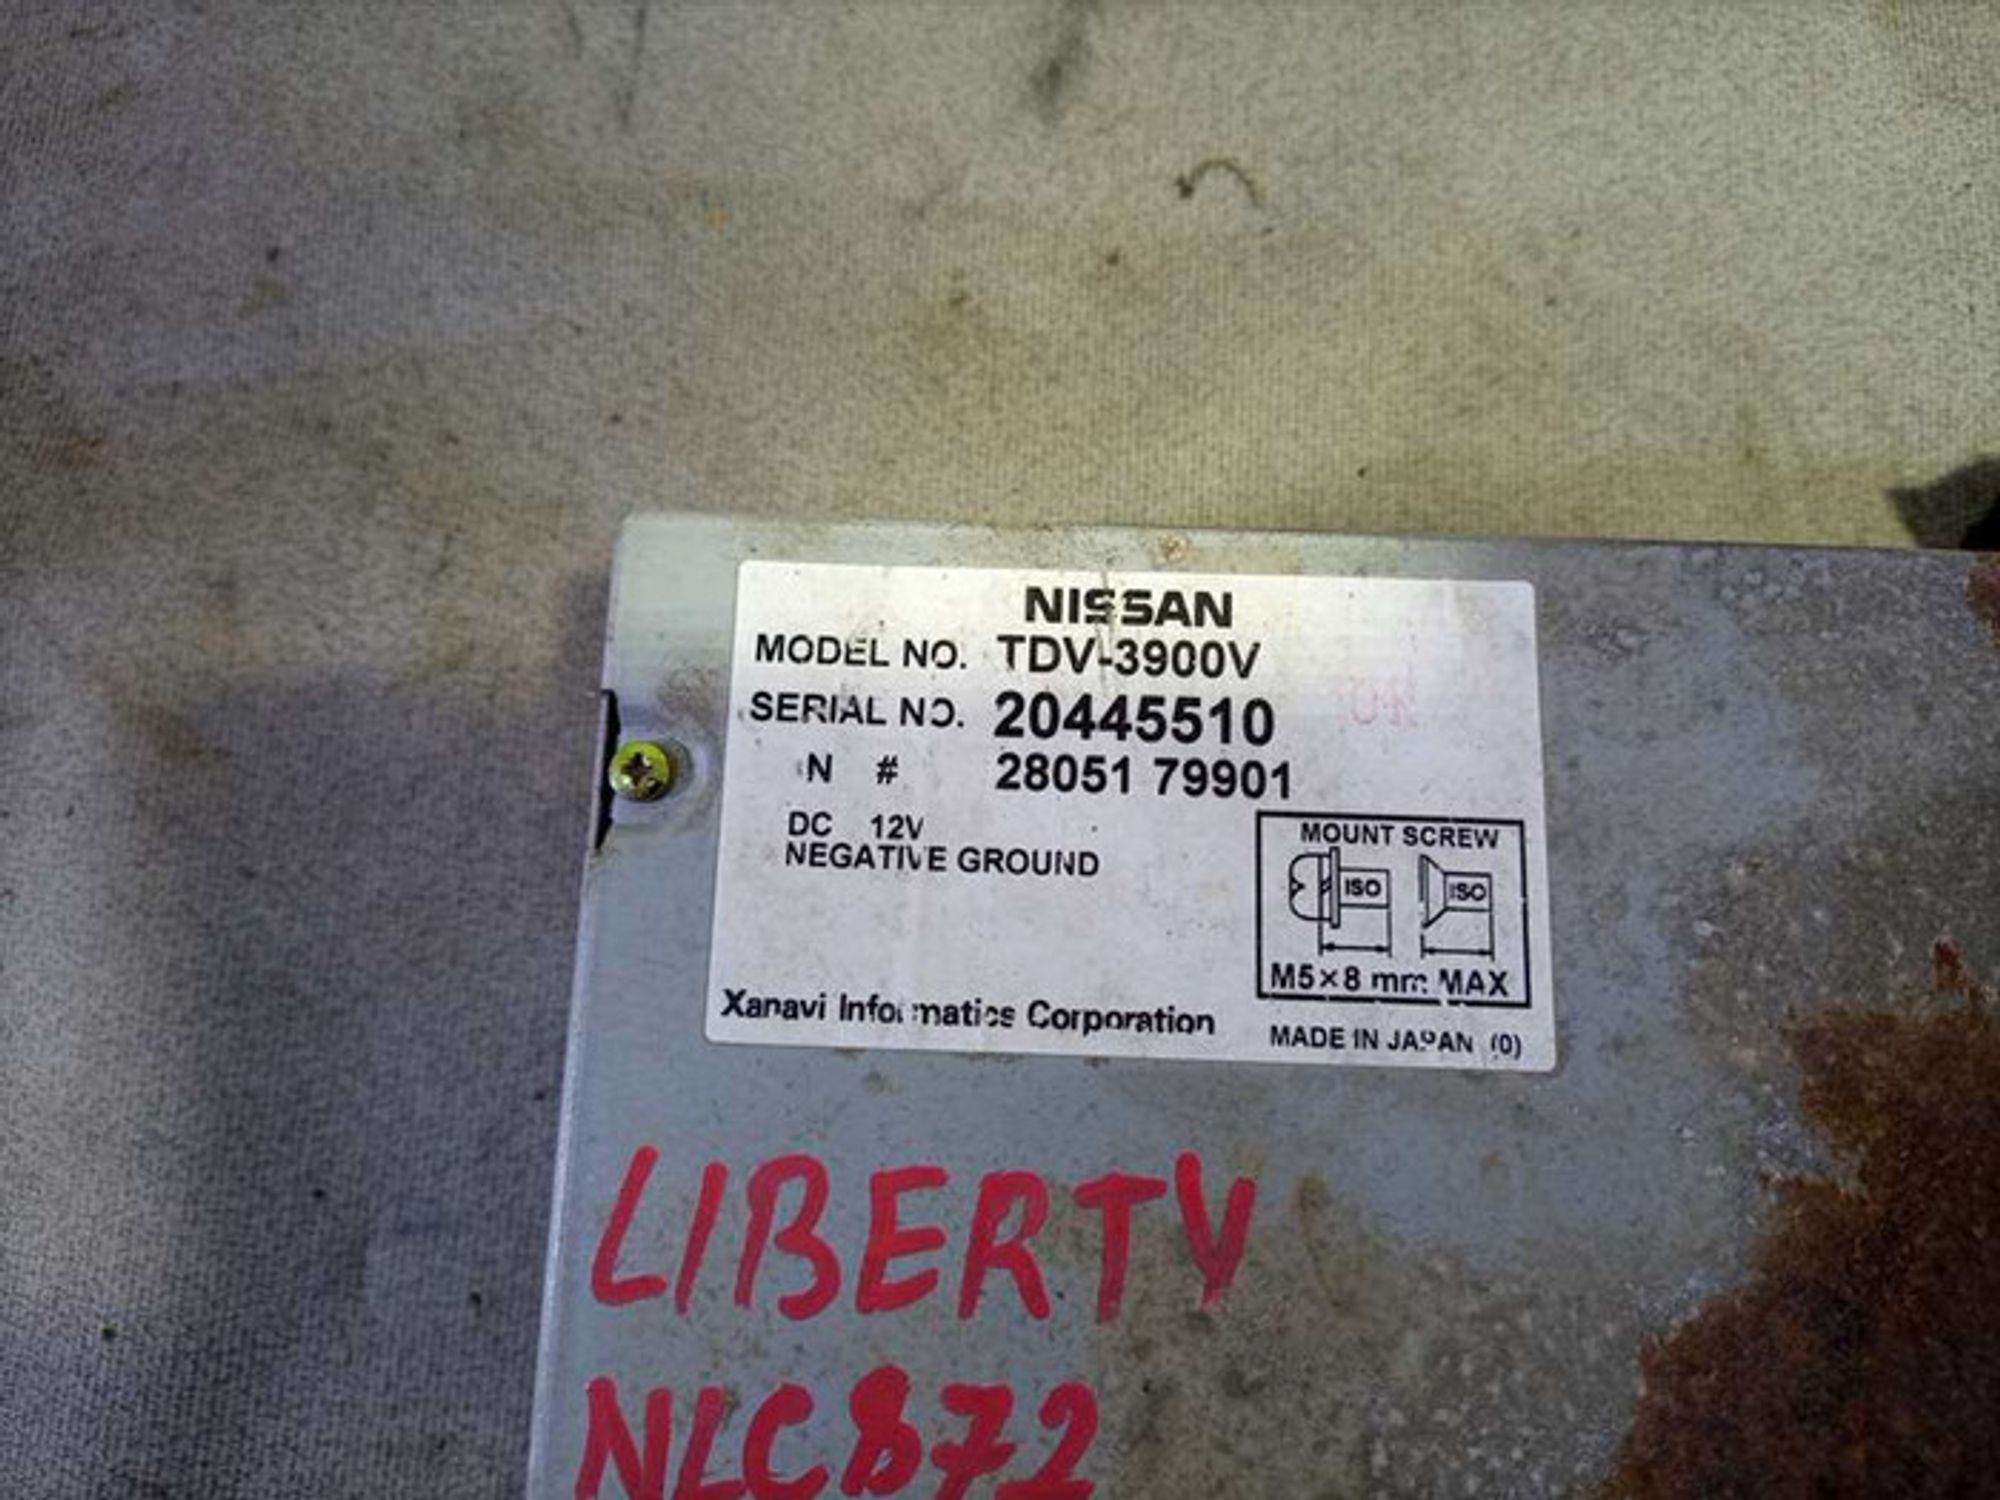 NISSAN
MODEL NO. TDV-3900V
SERIAL NO. 20445510
N # 28051 79901
DC 12V
NEGATIVE GROUND
MOUNT SCREW
ISO ISO
M5×8 mm MAX
Xanavi Informatics Corporation
MADE IN JAPAN (0)
LIBERTY
NLC872